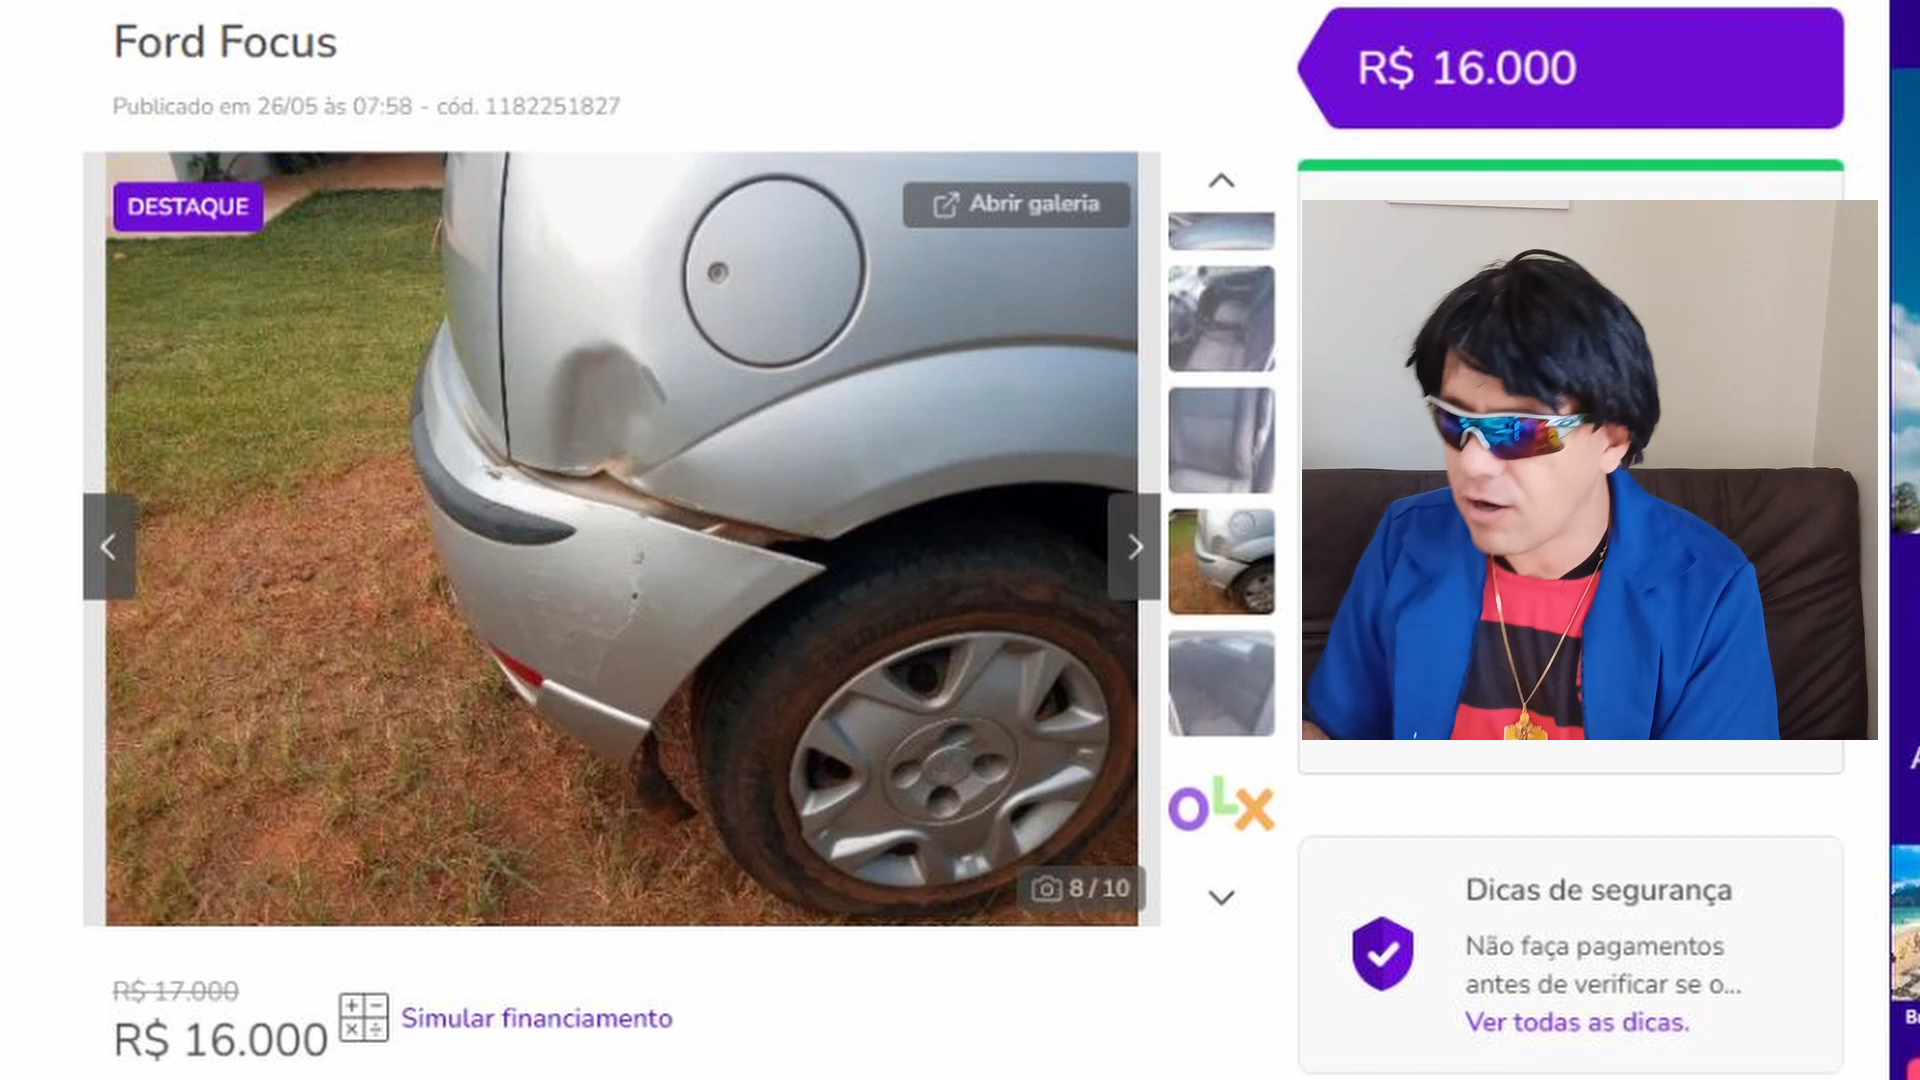 Ford Focus
Publicado em 26/05 às 07:58 - cód. 1182251827
R$ 16.000
DESTAQUE
Abrir galeria
8 / 10
OLX
R$ 17.000
R$ 16.000
Simular financiamento
Dicas de segurança
Não faça pagamentos
antes de verificar se o...
Ver todas as dicas.